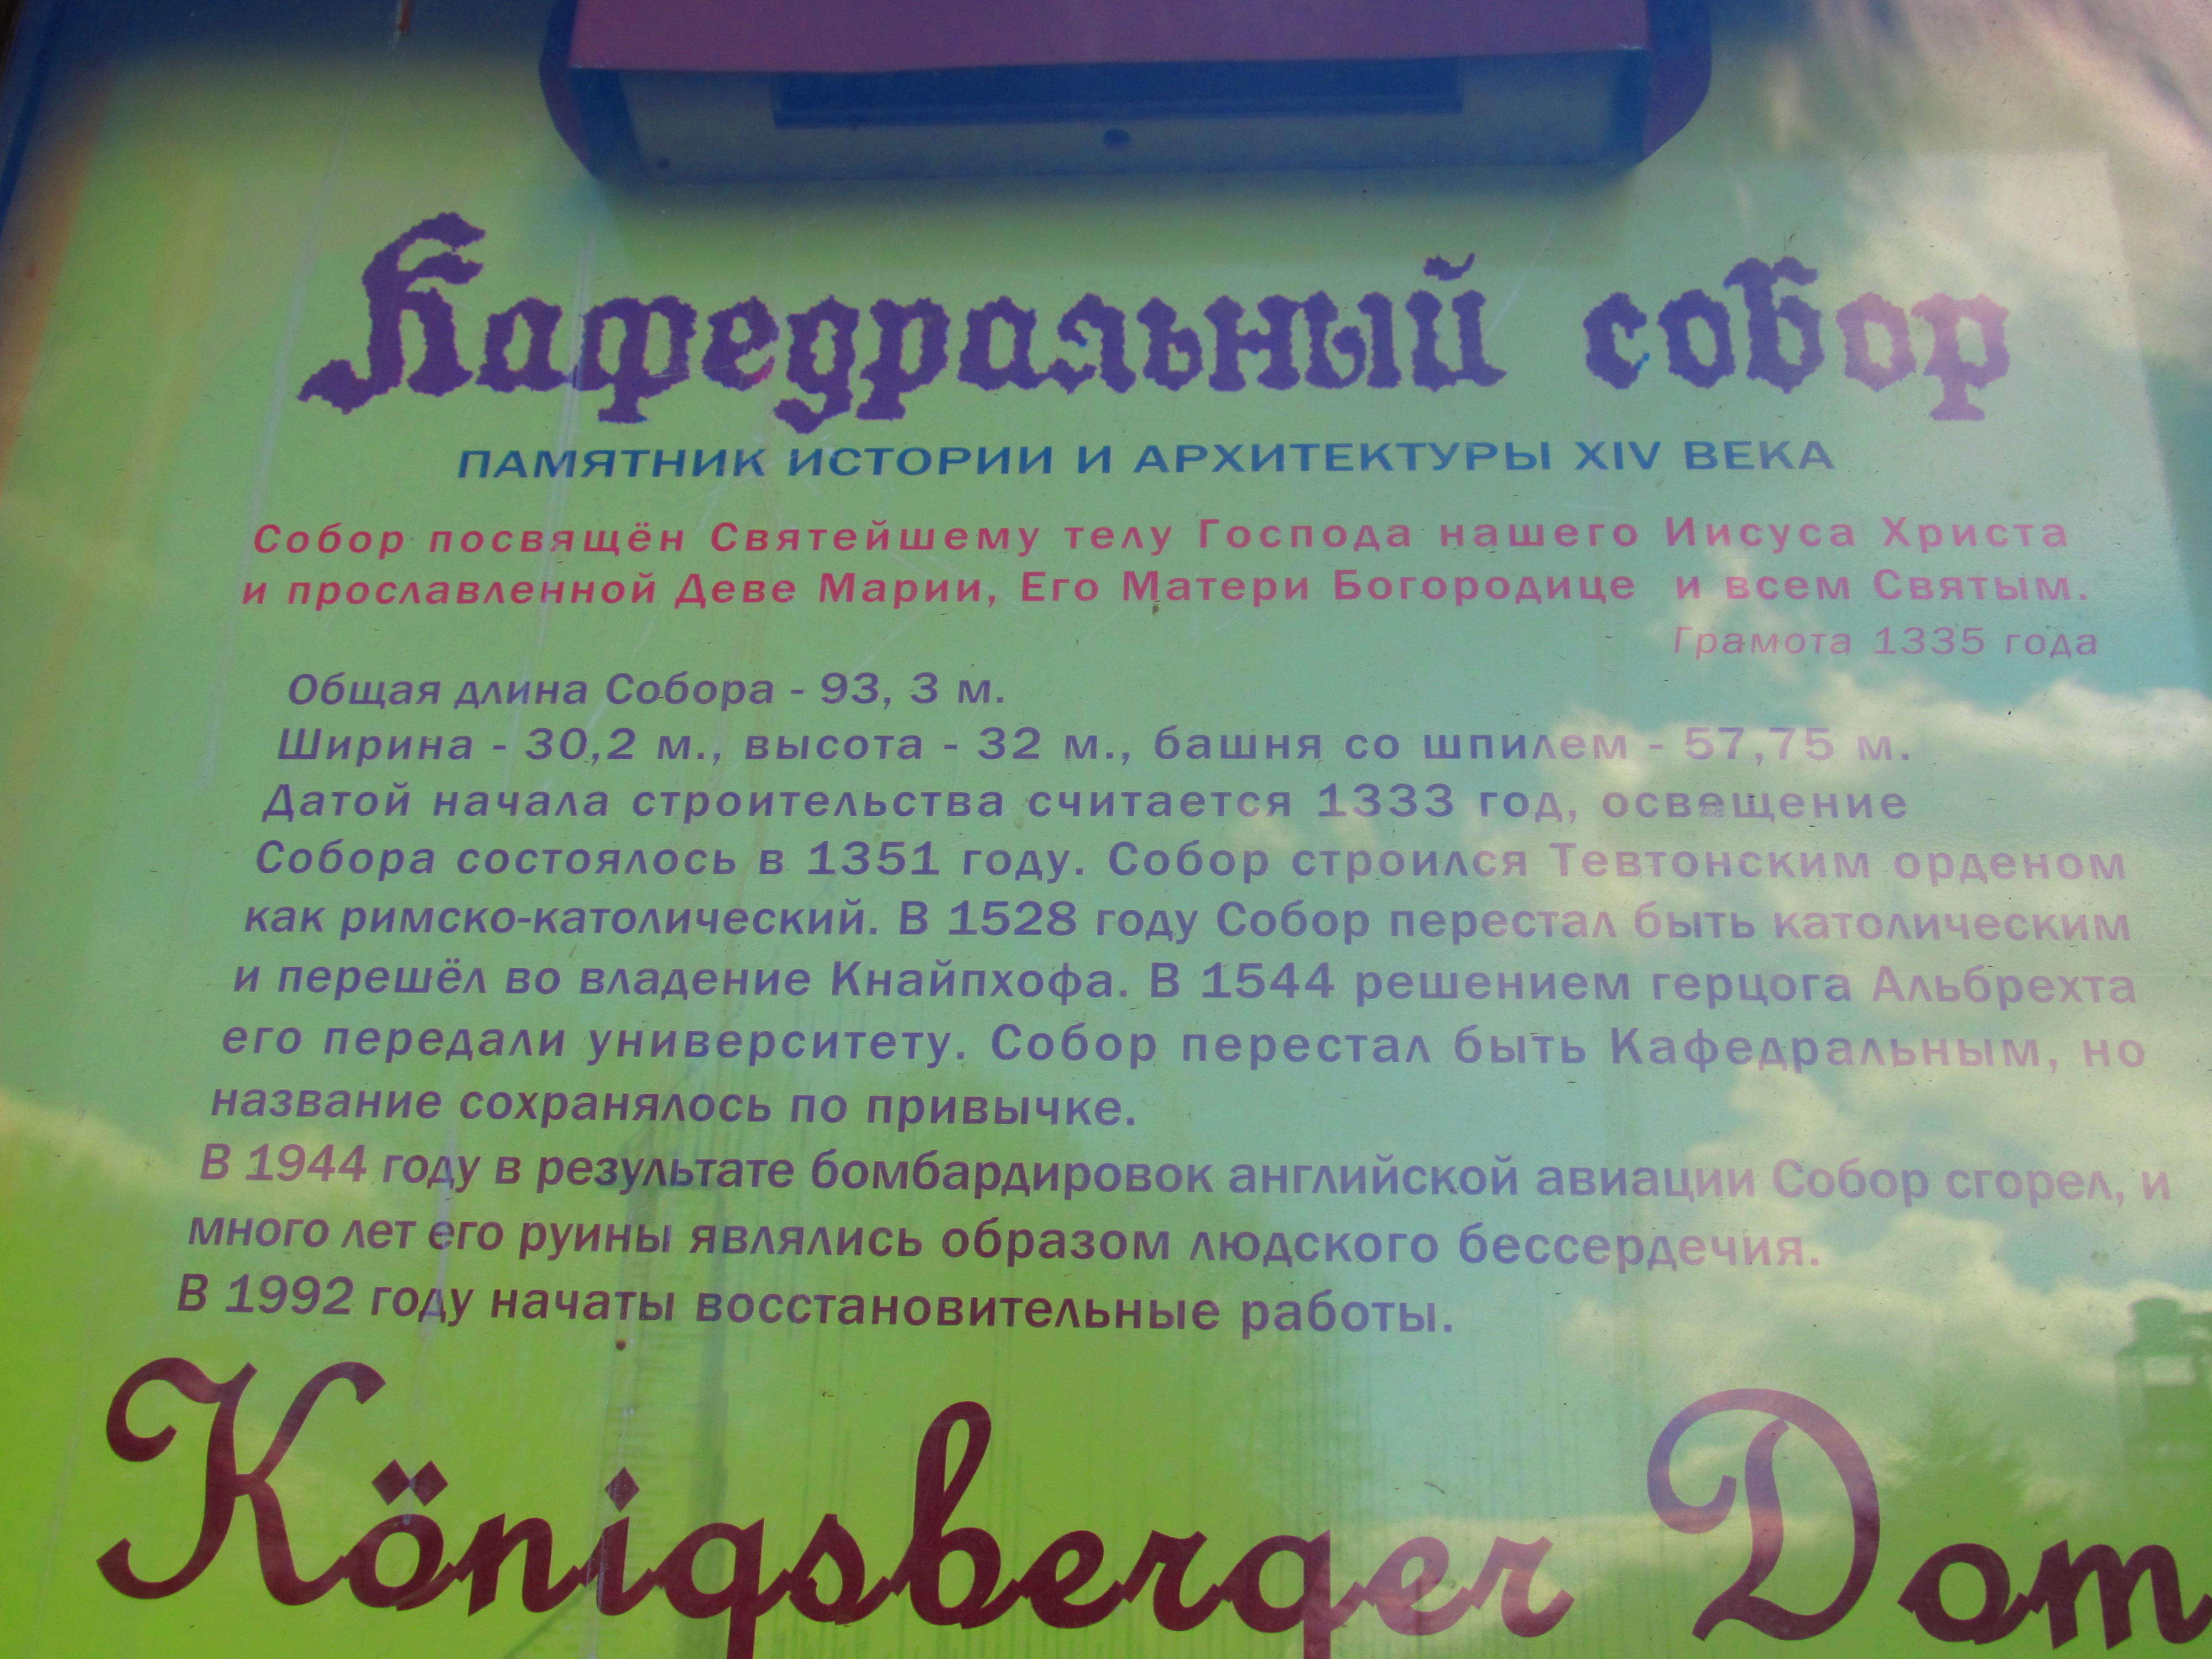 Кафедральный собор
ПАМЯТНИК ИСТОРИИ И АРХИТЕКТУРЫ XIV ВЕКА
Собор посвящён Святейшему телу Господа нашего Иисуса Христа
и прославленной Деве Марии, Его Матери Богородице и всем Святым.
Грамота 1335 года
Общая длина Собора - 93, 3 м.
Ширина - 30,2 м., высота - 32 м., башня со шпилем - 57,75 м.
Датой начала строительства считается 1333 год, освещение
Собора состоялось в 1351 году. Собор строился Тевтонским орденом
как римско-католический. В 1528 году Собор перестал быть католическим
и перешёл во владение Кнайпхофа. В 1544 решением герцога Альбрехта
его передали университету. Собор перестал быть Кафедральным, но
название сохранялось по привычке.
В 1944 году в результате бомбардировок английской авиации Собор сгорел, и
много лет его руины являлись образом людского бессердечия.
В 1992 году начаты восстановительные работы.
Königsberger Dom